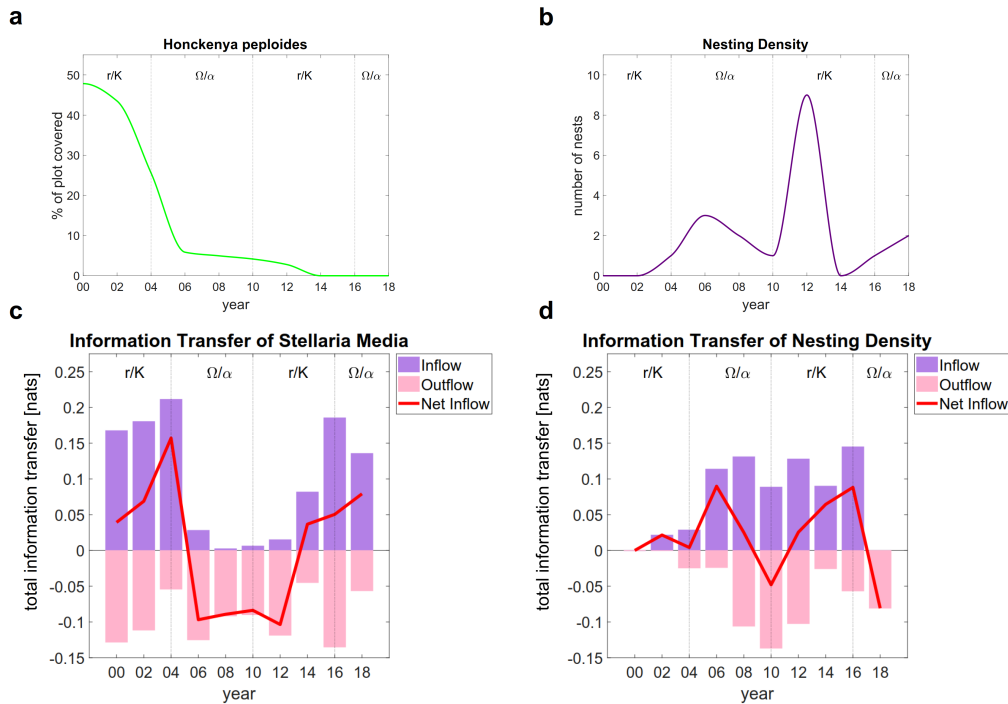 a
Honckenya peploides
r/K Ω/α r/K Ω/α
50
40
30
20
10
0
% of plot covered
00 02 04 06 08 10 12 14 16 18
year
b
Nesting Density
r/K Ω/α r/K Ω/α
10
8
6
4
2
0
number of nests
00 02 04 06 08 10 12 14 16 18
year
c
Information Transfer of Stellaria Media
r/K Ω/α r/K Ω/α
Inflow
Outflow
Net Inflow
0.25
0.2
0.15
0.1
0.05
0
-0.05
-0.1
-0.15
total information transfer [nats]
00 02 04 06 08 10 12 14 16 18
year
d
Information Transfer of Nesting Density
r/K Ω/α r/K Ω/α
Inflow
Outflow
Net Inflow
0.25
0.2
0.15
0.1
0.05
0
-0.05
-0.1
-0.15
total information transfer [nats]
00 02 04 06 08 10 12 14 16 18
year